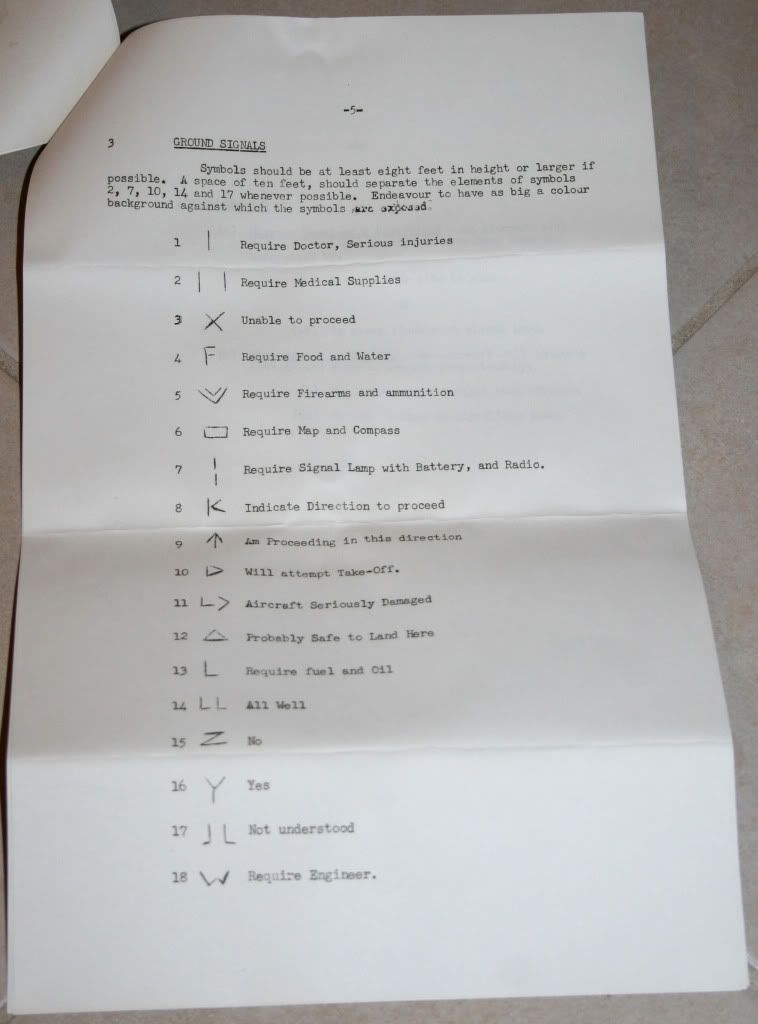 -5-
3 GROUND SIGNALS
Symbols should be at least eight feet in height or larger if
possible. A space of ten feet, should separate the elements of symbols
2, 7, 10, 14 and 17 whenever possible. Endeavour to have as big a colour
background against which the symbols are exposed.
1 | Require Doctor, Serious injuries
2 | | Require Medical Supplies
3 X Unable to proceed
4 F Require Food and Water
5 Require Firearms and ammunition
6 Require Map and Compass
7 Require Signal Lamp with Battery, and Radio.
8 K Indicate Direction to proceed
9 ↑ Am Proceeding in this direction
10 Will attempt Take-Off.
11 L> Aircraft Seriously Damaged
12 △ Probably Safe to Land Here
13 L Require fuel and Oil
14 LL All Well
15 Z No
16 Y Yes
17 JL Not understood
18 W Require Engineer.